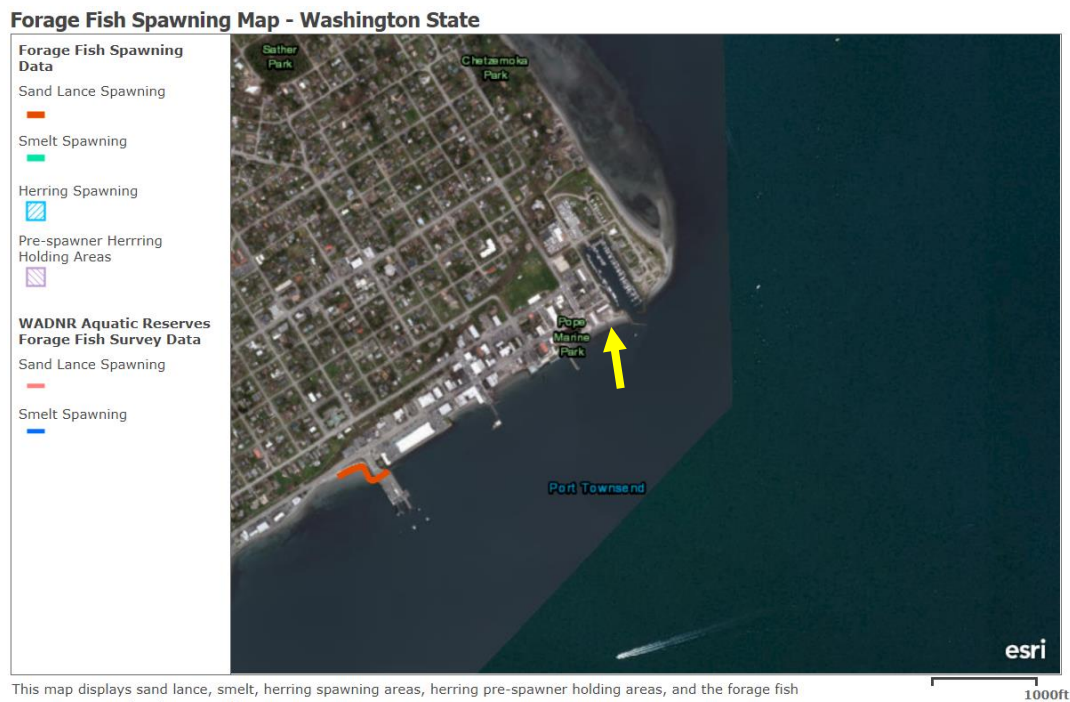 Forage Fish Spawning Map - Washington State
Forage Fish Spawning
Data
Sand Lance Spawning
Smelt Spawning
Herring Spawning
Pre-spawner Herrring
Holding Areas
WADNR Aquatic Reserves
Forage Fish Survey Data
Sand Lance Spawning
Smelt Spawning
Sather
Park
Chetzemoka
Park
Pope
Marine
Park
Port Townsend
esri
This map displays sand lance, smelt, herring spawning areas, herring pre-spawner holding areas, and the forage fish
1000ft